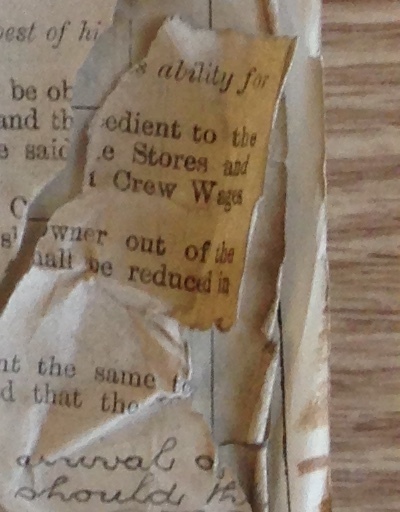 best of hi s ability for
be ob
and th edient to the
e said e Stores and
t Crew Wages
C
s' wner out of the
hall be reduced in
nt the same to
d that the
arrival o
should th